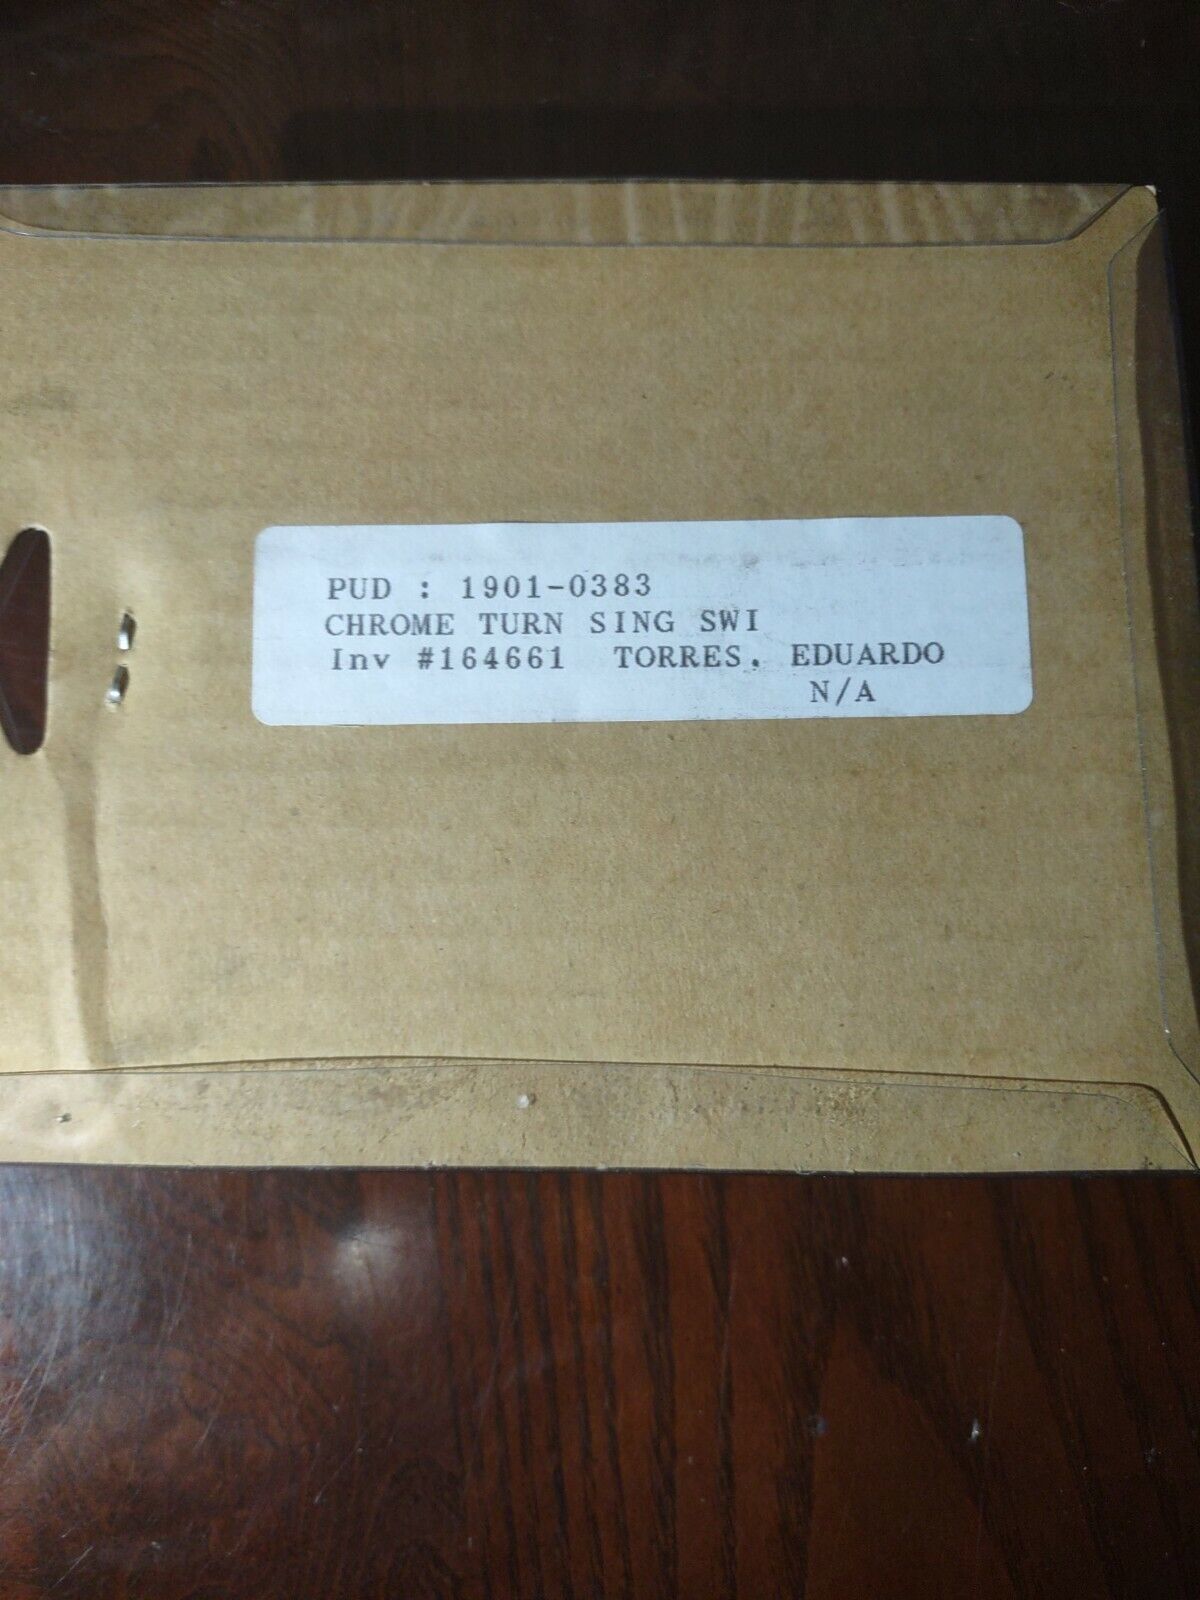 PUD : 1901-0383
CHROME TURN SING SWI
Inv #164661 TORRES, EDUARDO
N/A